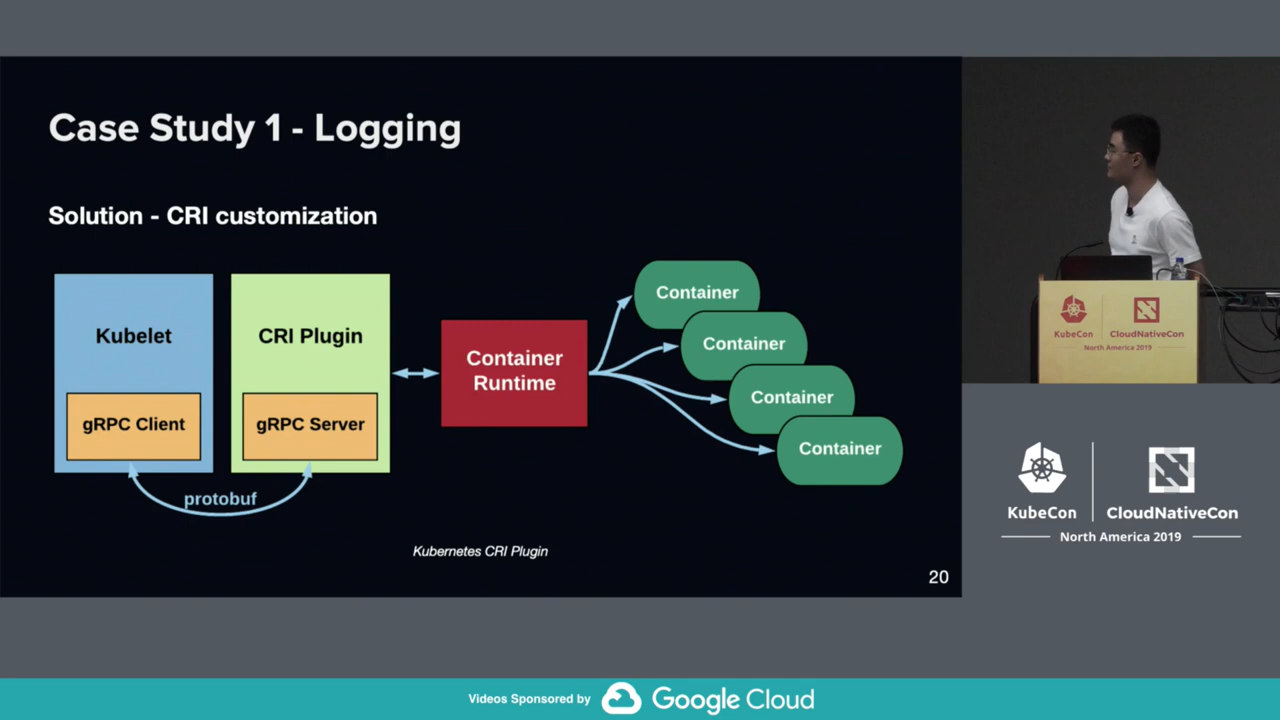 Case Study 1 - Logging
Solution - CRI customization
Kubelet
CRI Plugin
gRPC Client
gRPC Server
protobuf
Container
Runtime
Container
Container
Container
Container
Kubernetes CRI Plugin
20
KubeCon
CloudNativeCon
North America 2019
KubeCon
CloudNativeCon
North America 2019
Videos Sponsored by
Google Cloud